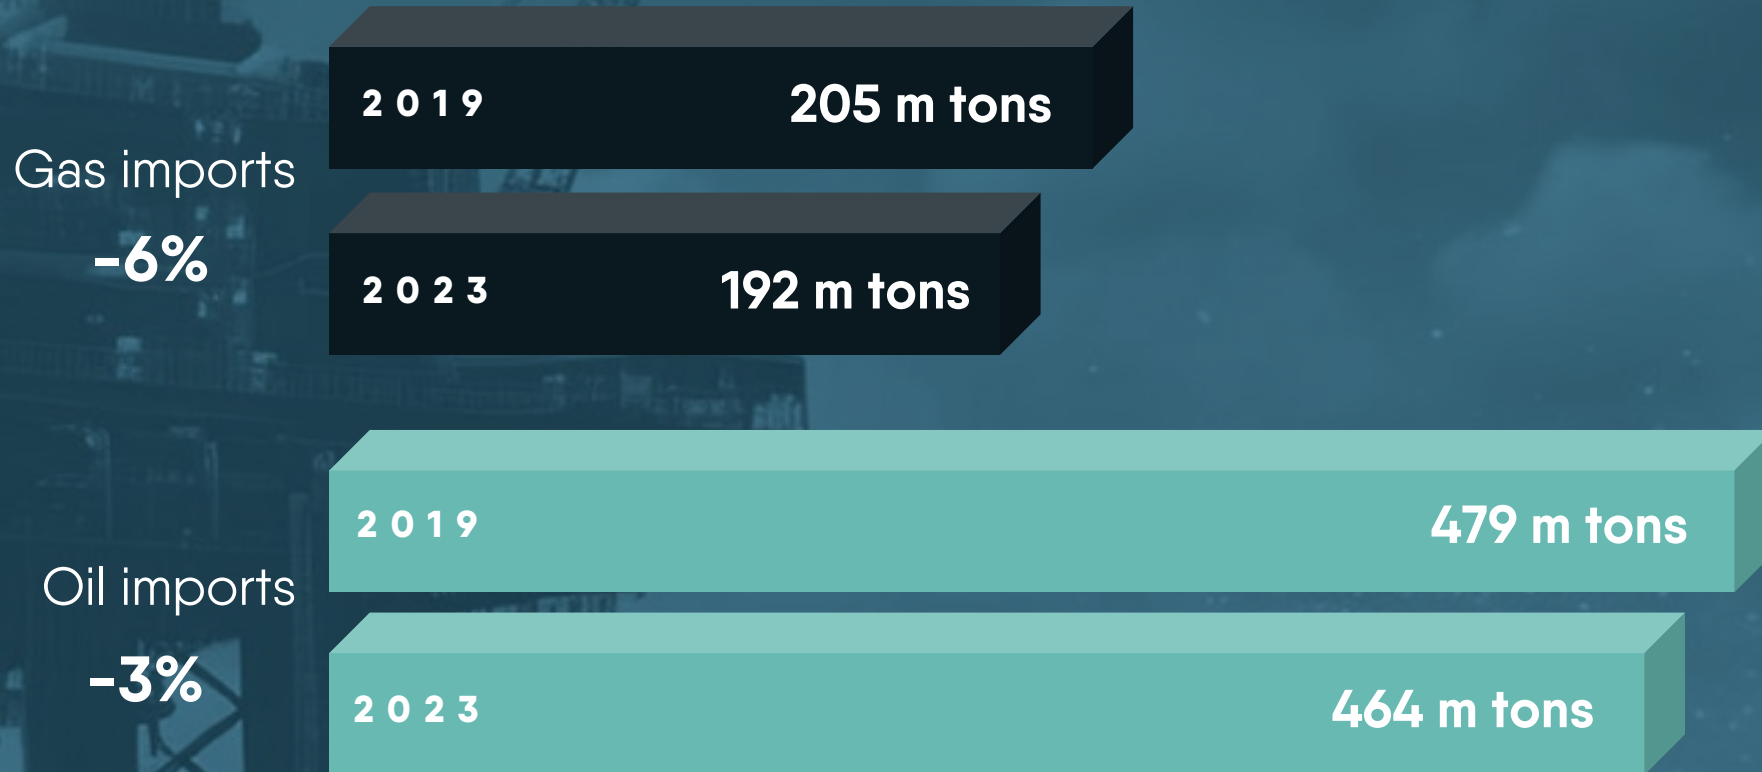 2019 205 m tons
Gas imports
-6%
2023 192 m tons
2019 479 m tons
Oil imports
-3%
2023 464 m tons